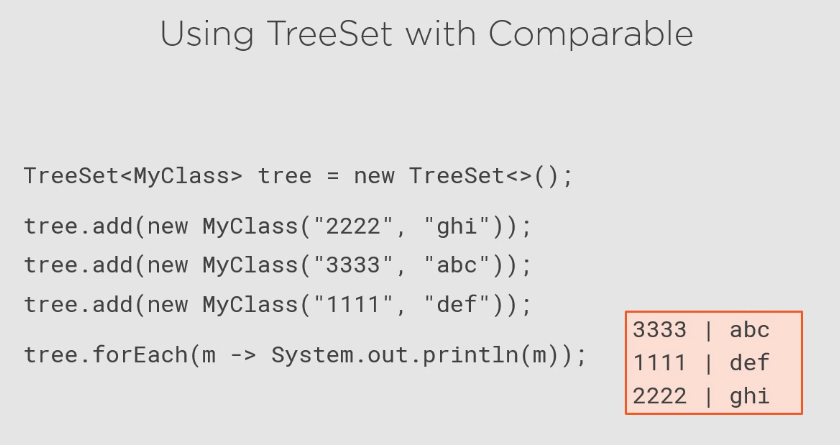 Using TreeSet with Comparable
TreeSet<MyClass> tree = new TreeSet<>();
tree.add(new MyClass("2222", "ghi"));
tree.add(new MyClass("3333", "abc"));
tree.add(new MyClass("1111", "def"));
tree.forEach(m -> System.out.println(m));
3333 | abc
1111 | def
2222 | ghi